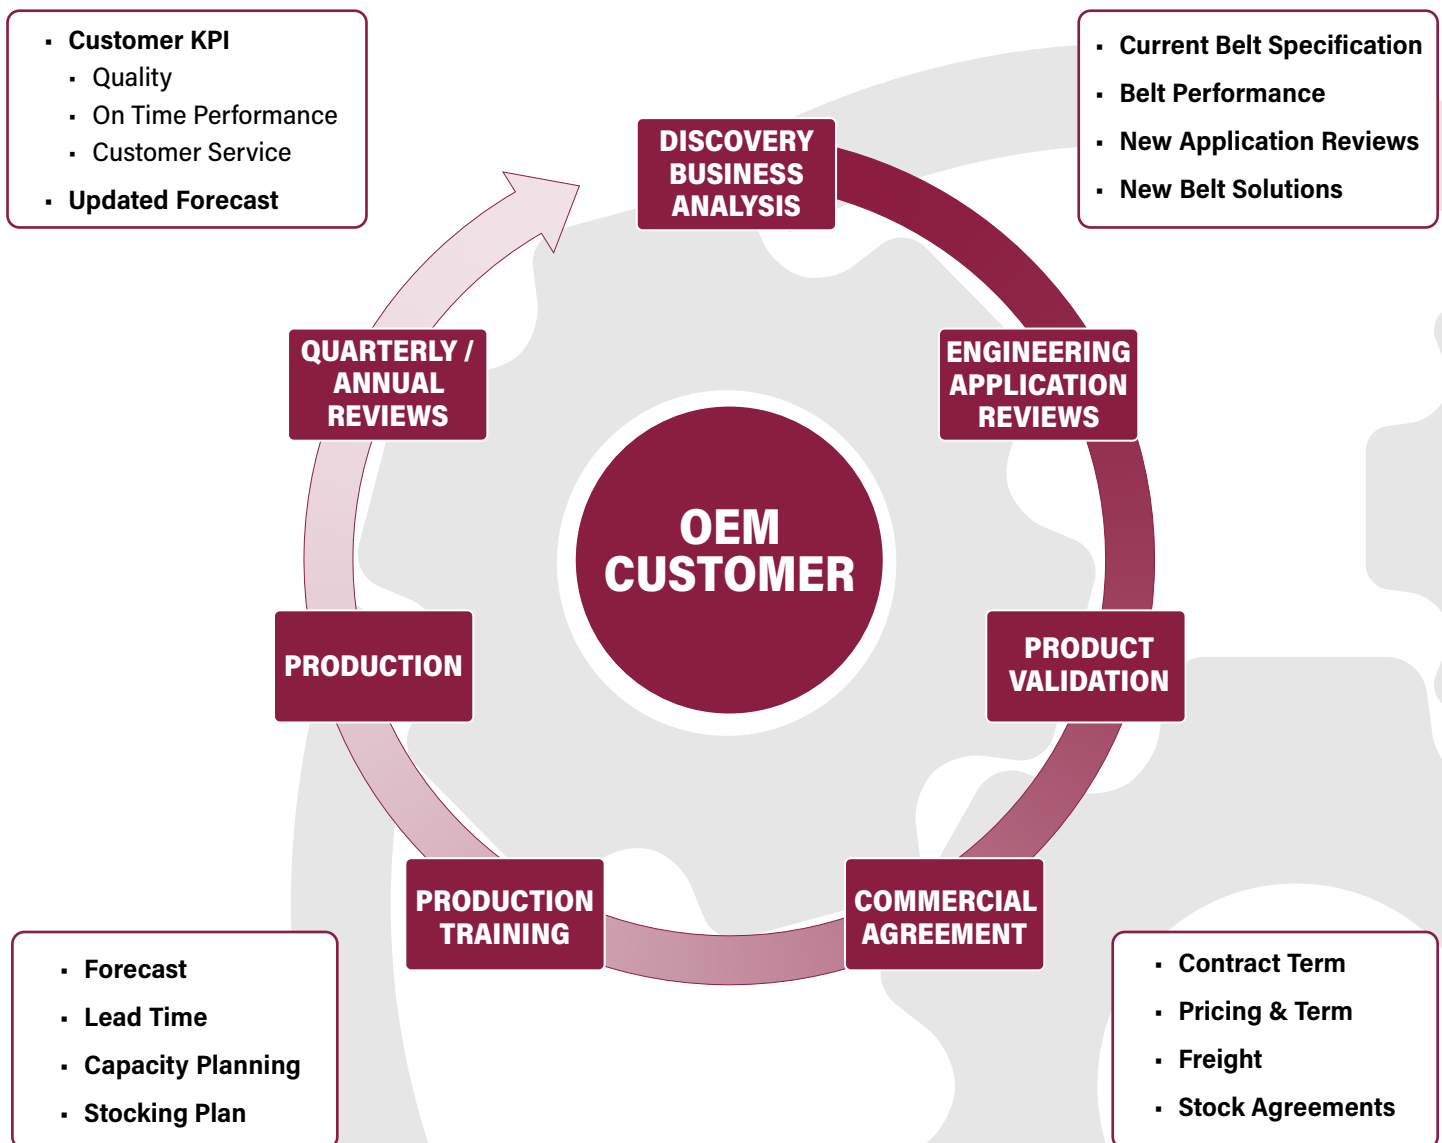 Customer KPI
Quality
On Time Performance
Customer Service
Updated Forecast
Current Belt Specification
Belt Performance
New Application Reviews
New Belt Solutions
DISCOVERY
BUSINESS
ANALYSIS
ENGINEERING
APPLICATION
REVIEWS
PRODUCT
VALIDATION
COMMERCIAL
AGREEMENT
PRODUCTION
TRAINING
PRODUCTION
QUARTERLY /
ANNUAL
REVIEWS
OEM
CUSTOMER
Forecast
Lead Time
Capacity Planning
Stocking Plan
Contract Term
Pricing & Term
Freight
Stock Agreements